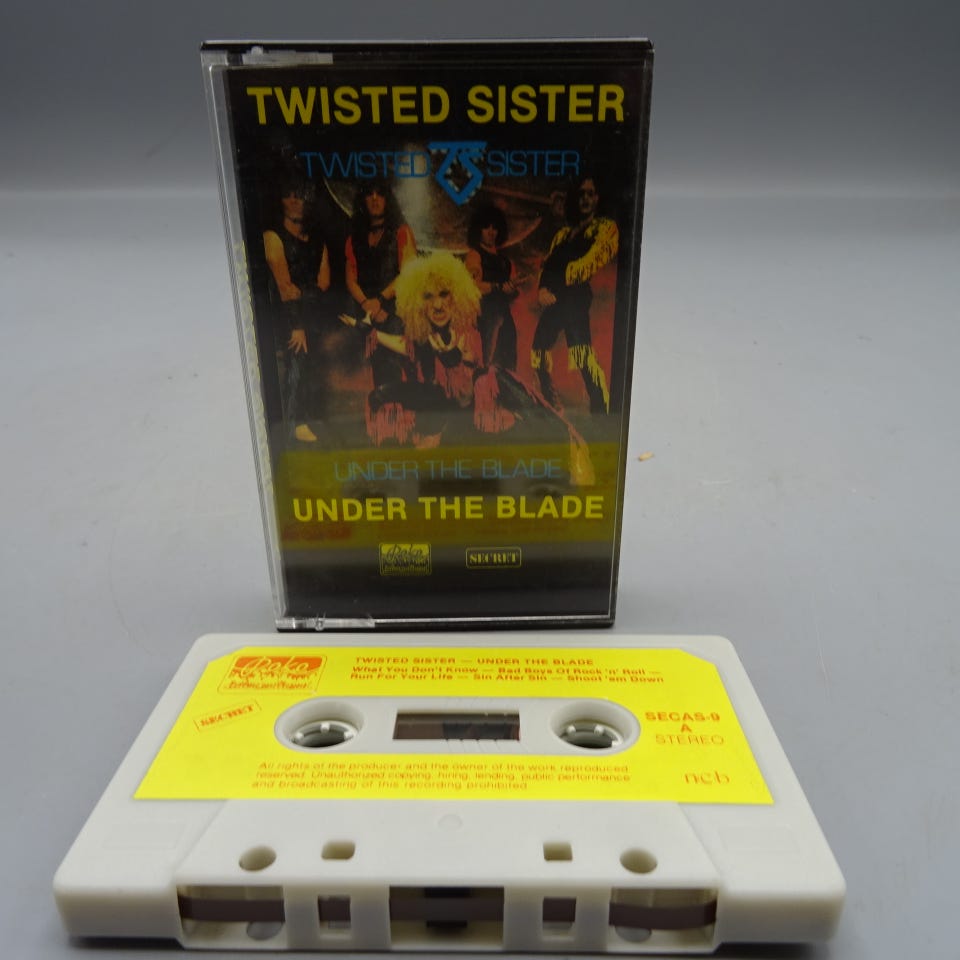 TWISTED SISTER
TWISTED TS SISTER
UNDER THE BLADE
UNDER THE BLADE
SECRET
TWISTED SISTER — UNDER THE BLADE
What You Don't Know — Bad Boys Of Rock 'n' Roll —
Run For Your Life — Sin After Sin — Shoot 'em Down
SECRET
SECAS-9
A
STEREO
All rights of the producer and the owner of the work reproduced
reserved. Unauthorized copying, hiring, lending, public performance
and broadcasting of this recording prohibited.
ncb